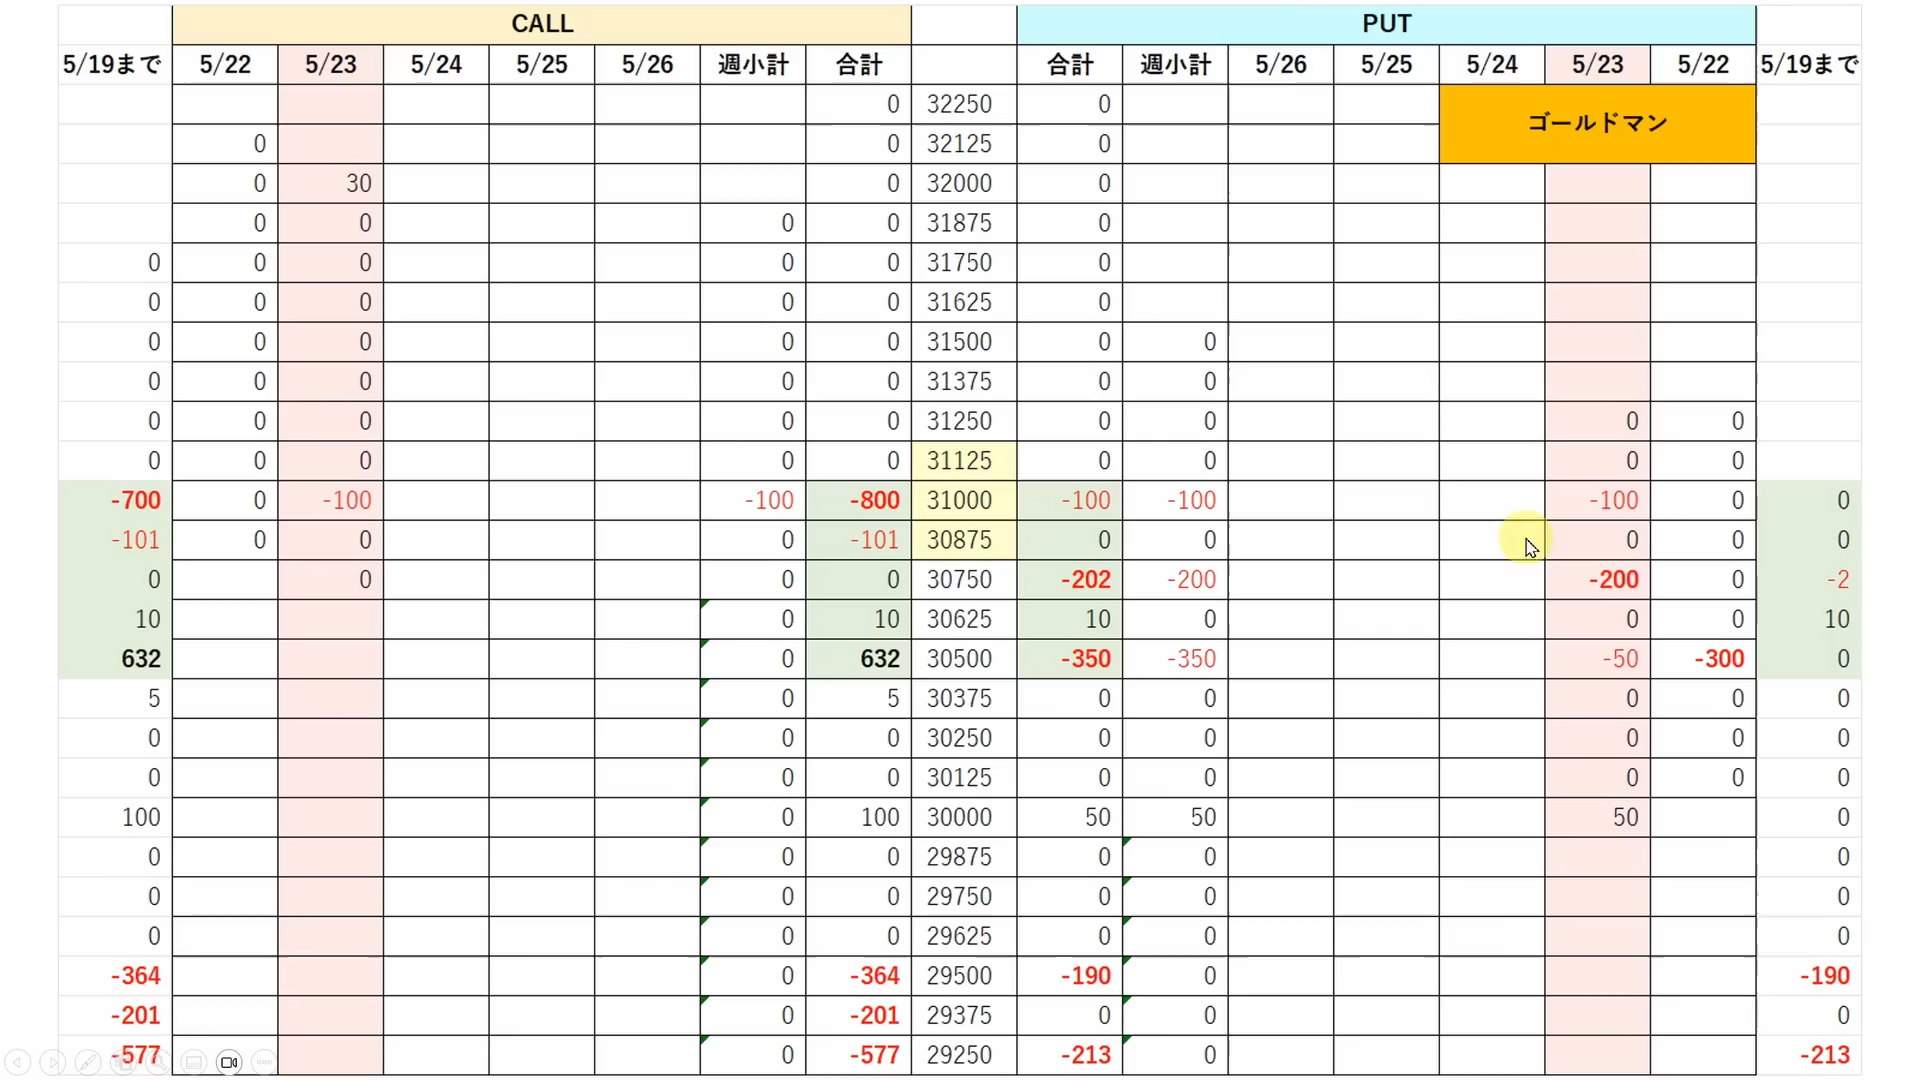 CALL PUT
5/19まで 5/22 5/23 5/24 5/25 5/26 週小計 合計 合計 週小計 5/26 5/25 5/24 5/23 5/22 5/19まで
0 32250 0
ゴールドマン
0 0 32125 0
0 30 0 32000 0
0 0 0 0 31875 0
0 0 0 0 0 31750 0
0 0 0 0 0 31625 0
0 0 0 0 0 31500 0 0
0 0 0 0 0 31375 0 0
0 0 0 0 0 31250 0 0 0 0
0 0 0 0 0 31125 0 0 0 0
-700 0 -100 -100 -800 31000 -100 -100 -100 0 0
-101 0 0 0 -101 30875 0 0 0 0 0
0 0 0 0 30750 -202 -200 -200 0 -2
10 0 10 30625 10 0 0 0 10
632 0 632 30500 -350 -350 -50 -300 0
5 0 5 30375 0 0 0 0 0
0 0 0 30250 0 0 0 0 0
0 0 0 30125 0 0 0 0 0
100 0 100 30000 50 50 50 0
0 0 0 29875 0 0 0
0 0 0 29750 0 0 0
0 0 0 29625 0 0 0
-364 0 -364 29500 -190 0 -190
-201 0 -201 29375 0 0 0
-577 0 -577 29250 -213 0 -213